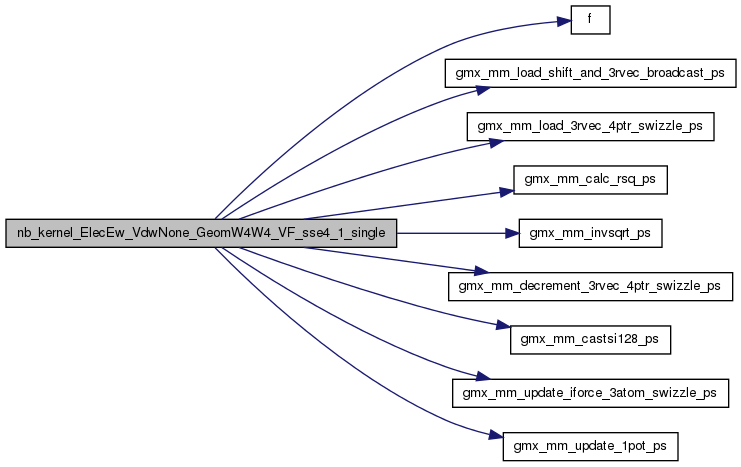 f
gmx_mm_load_shift_and_3rvec_broadcast_ps
gmx_mm_load_3rvec_4ptr_swizzle_ps
gmx_mm_calc_rsq_ps
nb_kernel_ElecEw_VdwNone_GeomW4W4_VF_sse4_1_single
gmx_mm_invsqrt_ps
gmx_mm_decrement_3rvec_4ptr_swizzle_ps
gmx_mm_castsi128_ps
gmx_mm_update_iforce_3atom_swizzle_ps
gmx_mm_update_1pot_ps